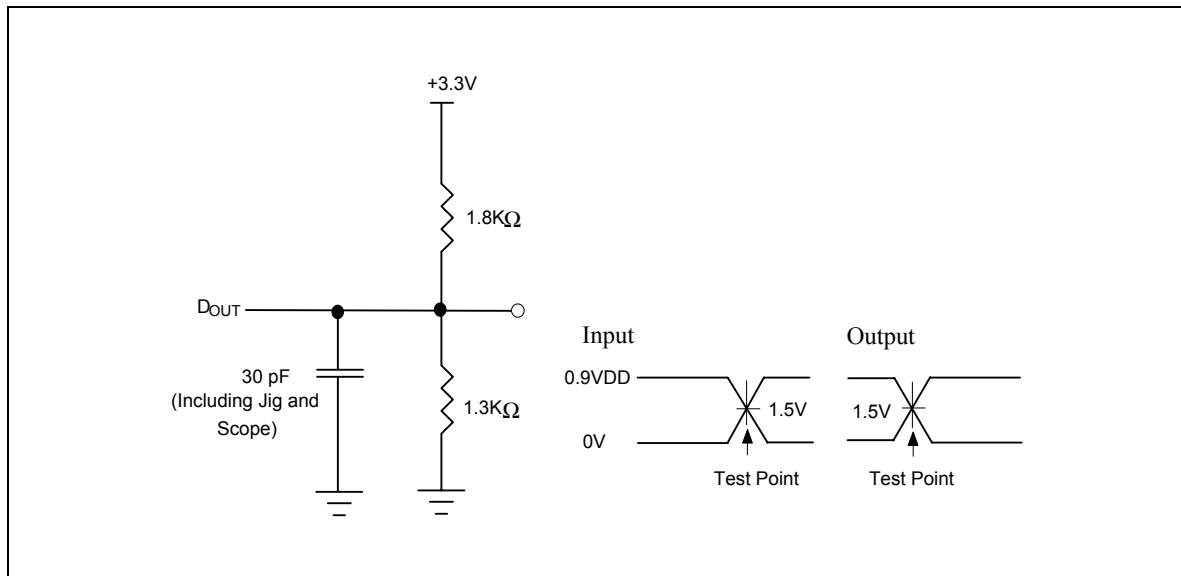 +3.3V
1.8KΩ
DOUT
30 pF
(Including Jig and
Scope)
1.3KΩ
Input
Output
0.9VDD
1.5V
1.5V
0V
Test Point
Test Point